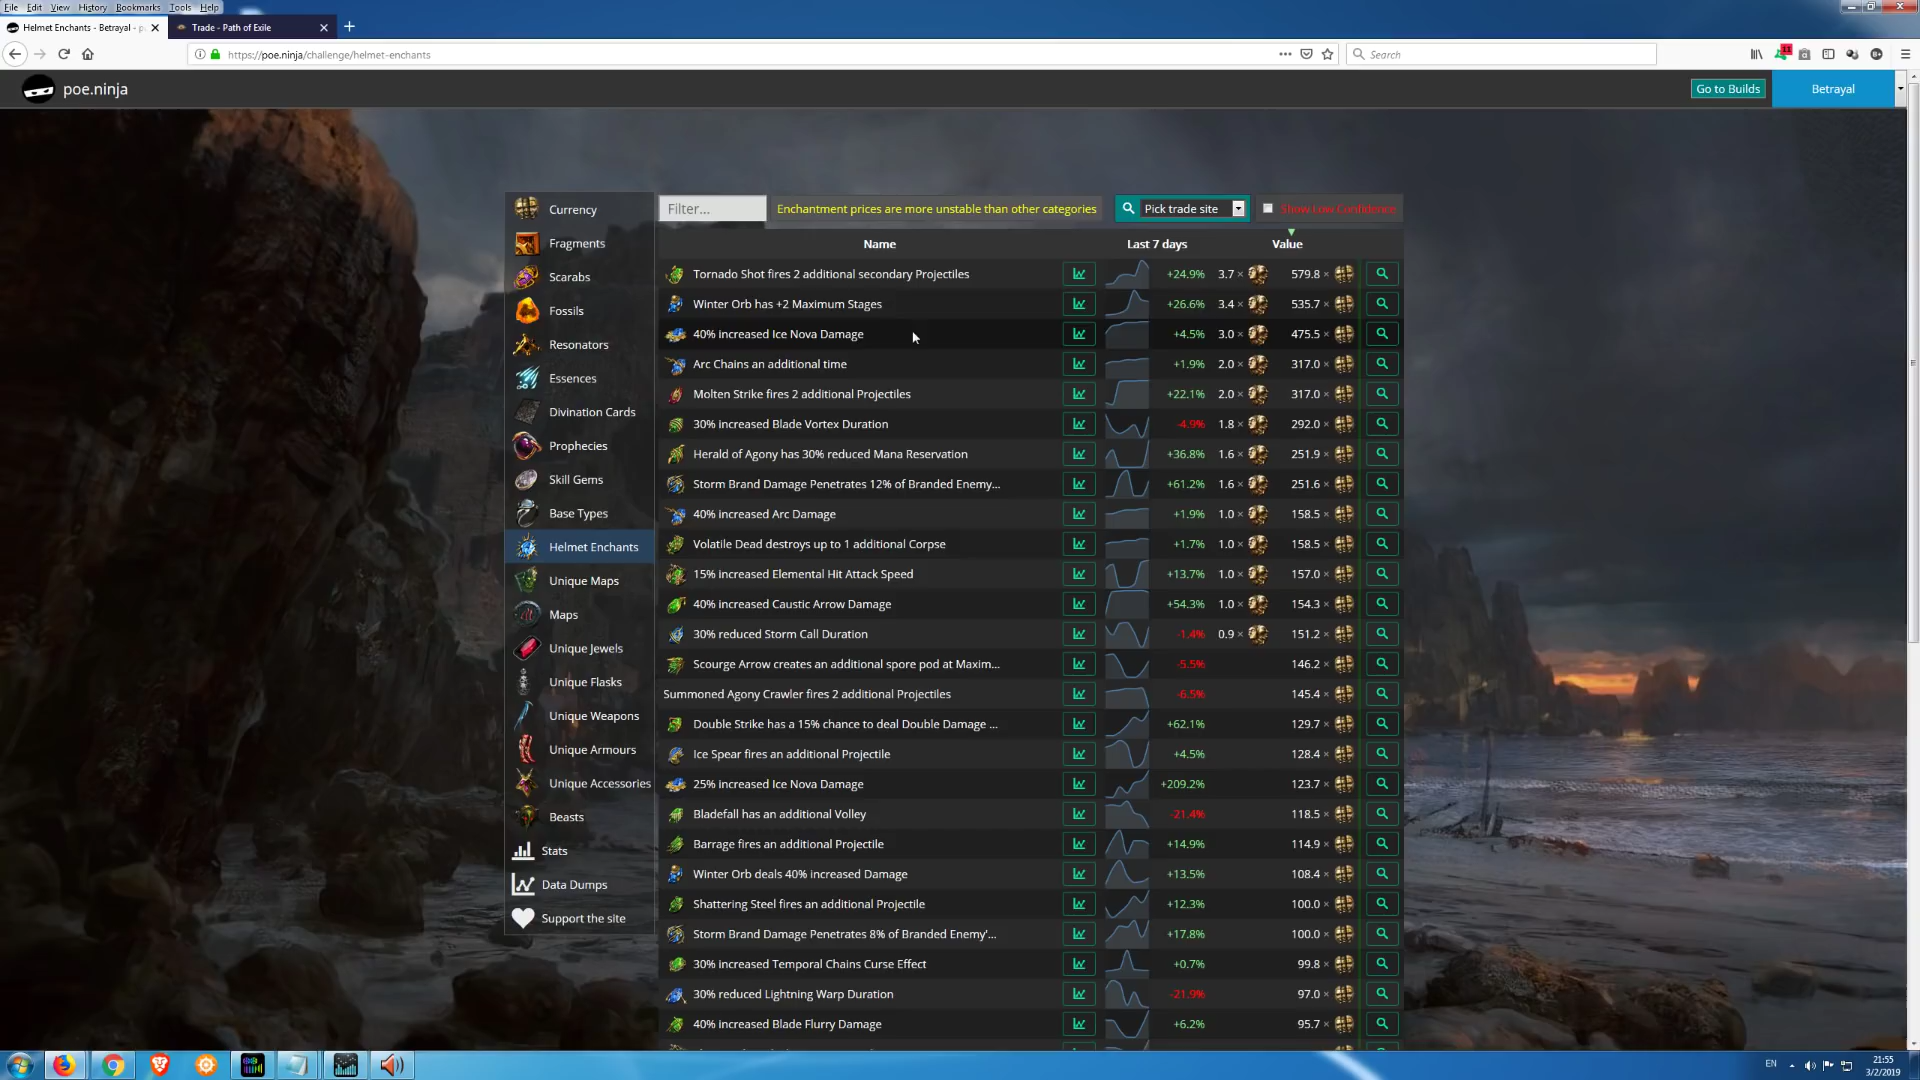 File Edit View History Bookmarks Tools Help
Helmet Enchants - Betrayal - p
Trade - Path of Exile
https://poe.ninja/challenge/helmet-enchants
Search
11
poe.ninja
Go to Builds
Betrayal
Currency
Fragments
Scarabs
Fossils
Resonators
Essences
Divination Cards
Prophecies
Skill Gems
Base Types
Helmet Enchants
Unique Maps
Maps
Unique Jewels
Unique Flasks
Unique Weapons
Unique Armours
Unique Accessories
Beasts
Stats
Data Dumps
Support the site
Filter... Enchantment prices are more unstable than other categories Pick trade site Show Low Confidence
Name Last 7 days Value
Tornado Shot fires 2 additional secondary Projectiles +24.9% 3.7 × 579.8 ×
Winter Orb has +2 Maximum Stages +26.6% 3.4 × 535.7 ×
40% increased Ice Nova Damage +4.5% 3.0 × 475.5 ×
Arc Chains an additional time +1.9% 2.0 × 317.0 ×
Molten Strike fires 2 additional Projectiles +22.1% 2.0 × 317.0 ×
30% increased Blade Vortex Duration -4.9% 1.8 × 292.0 ×
Herald of Agony has 30% reduced Mana Reservation +36.8% 1.6 × 251.9 ×
Storm Brand Damage Penetrates 12% of Branded Enemy... +61.2% 1.6 × 251.6 ×
40% increased Arc Damage +1.9% 1.0 × 158.5 ×
Volatile Dead destroys up to 1 additional Corpse +1.7% 1.0 × 158.5 ×
15% increased Elemental Hit Attack Speed +13.7% 1.0 × 157.0 ×
40% increased Caustic Arrow Damage +54.3% 1.0 × 154.3 ×
30% reduced Storm Call Duration -1.4% 0.9 × 151.2 ×
Scourge Arrow creates an additional spore pod at Maxim... -5.5% 146.2 ×
Summoned Agony Crawler fires 2 additional Projectiles -6.5% 145.4 ×
Double Strike has a 15% chance to deal Double Damage ... +62.1% 129.7 ×
Ice Spear fires an additional Projectile +4.5% 128.4 ×
25% increased Ice Nova Damage +209.2% 123.7 ×
Bladefall has an additional Volley -21.4% 118.5 ×
Barrage fires an additional Projectile +14.9% 114.9 ×
Winter Orb deals 40% increased Damage +13.5% 108.4 ×
Shattering Steel fires an additional Projectile +12.3% 100.0 ×
Storm Brand Damage Penetrates 8% of Branded Enemy'... +17.8% 100.0 ×
30% increased Temporal Chains Curse Effect +0.7% 99.8 ×
30% reduced Lightning Warp Duration -21.9% 97.0 ×
40% increased Blade Flurry Damage +6.2% 95.7 ×
EN
21:55
3/2/2019